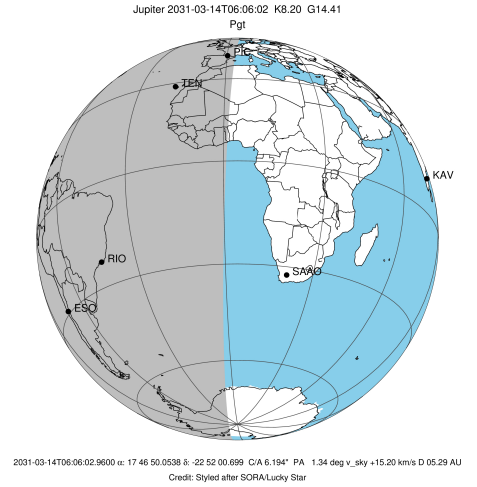 Jupiter 2031-03-14T06:06:02 K8.20 G14.41
Pgt
PIC
TEN
KAV
RIO
SAAO
ESO
2031-03-14T06:06:02.9600 α: 17 46 50.0538 δ: -22 52 00.699 C/A 6.194" PA 1.34 deg v_sky +15.20 km/s D 05.29 AU
Credit: Styled after SORA/Lucky Star